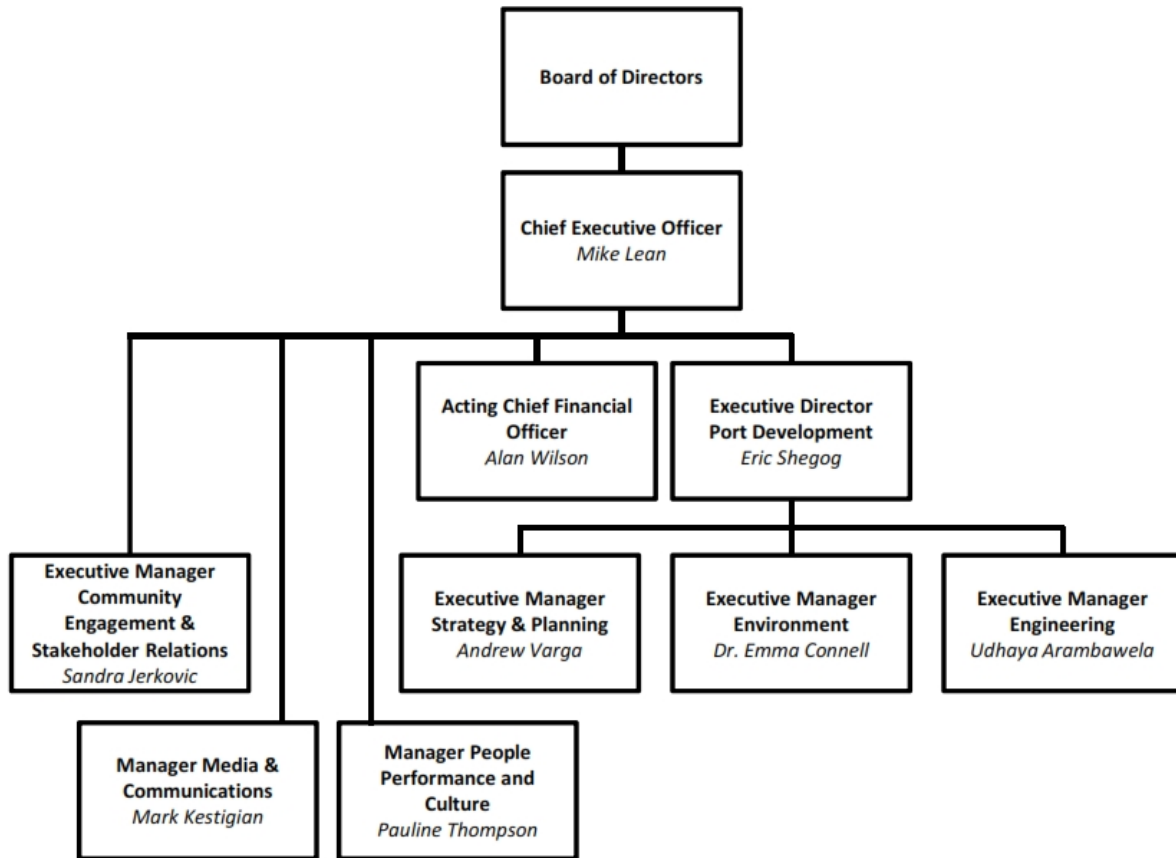 Board of Directors
Chief Executive Officer
Mike Lean
Acting Chief Financial
Officer
Alan Wilson
Executive Director
Port Development
Eric Shegog
Executive Manager
Community
Engagement &
Stakeholder Relations
Sandra Jerkovic
Executive Manager
Strategy & Planning
Andrew Varga
Executive Manager
Environment
Dr. Emma Connell
Executive Manager
Engineering
Udhaya Arambawela
Manager Media &
Communications
Mark Kestigian
Manager People
Performance and
Culture
Pauline Thompson